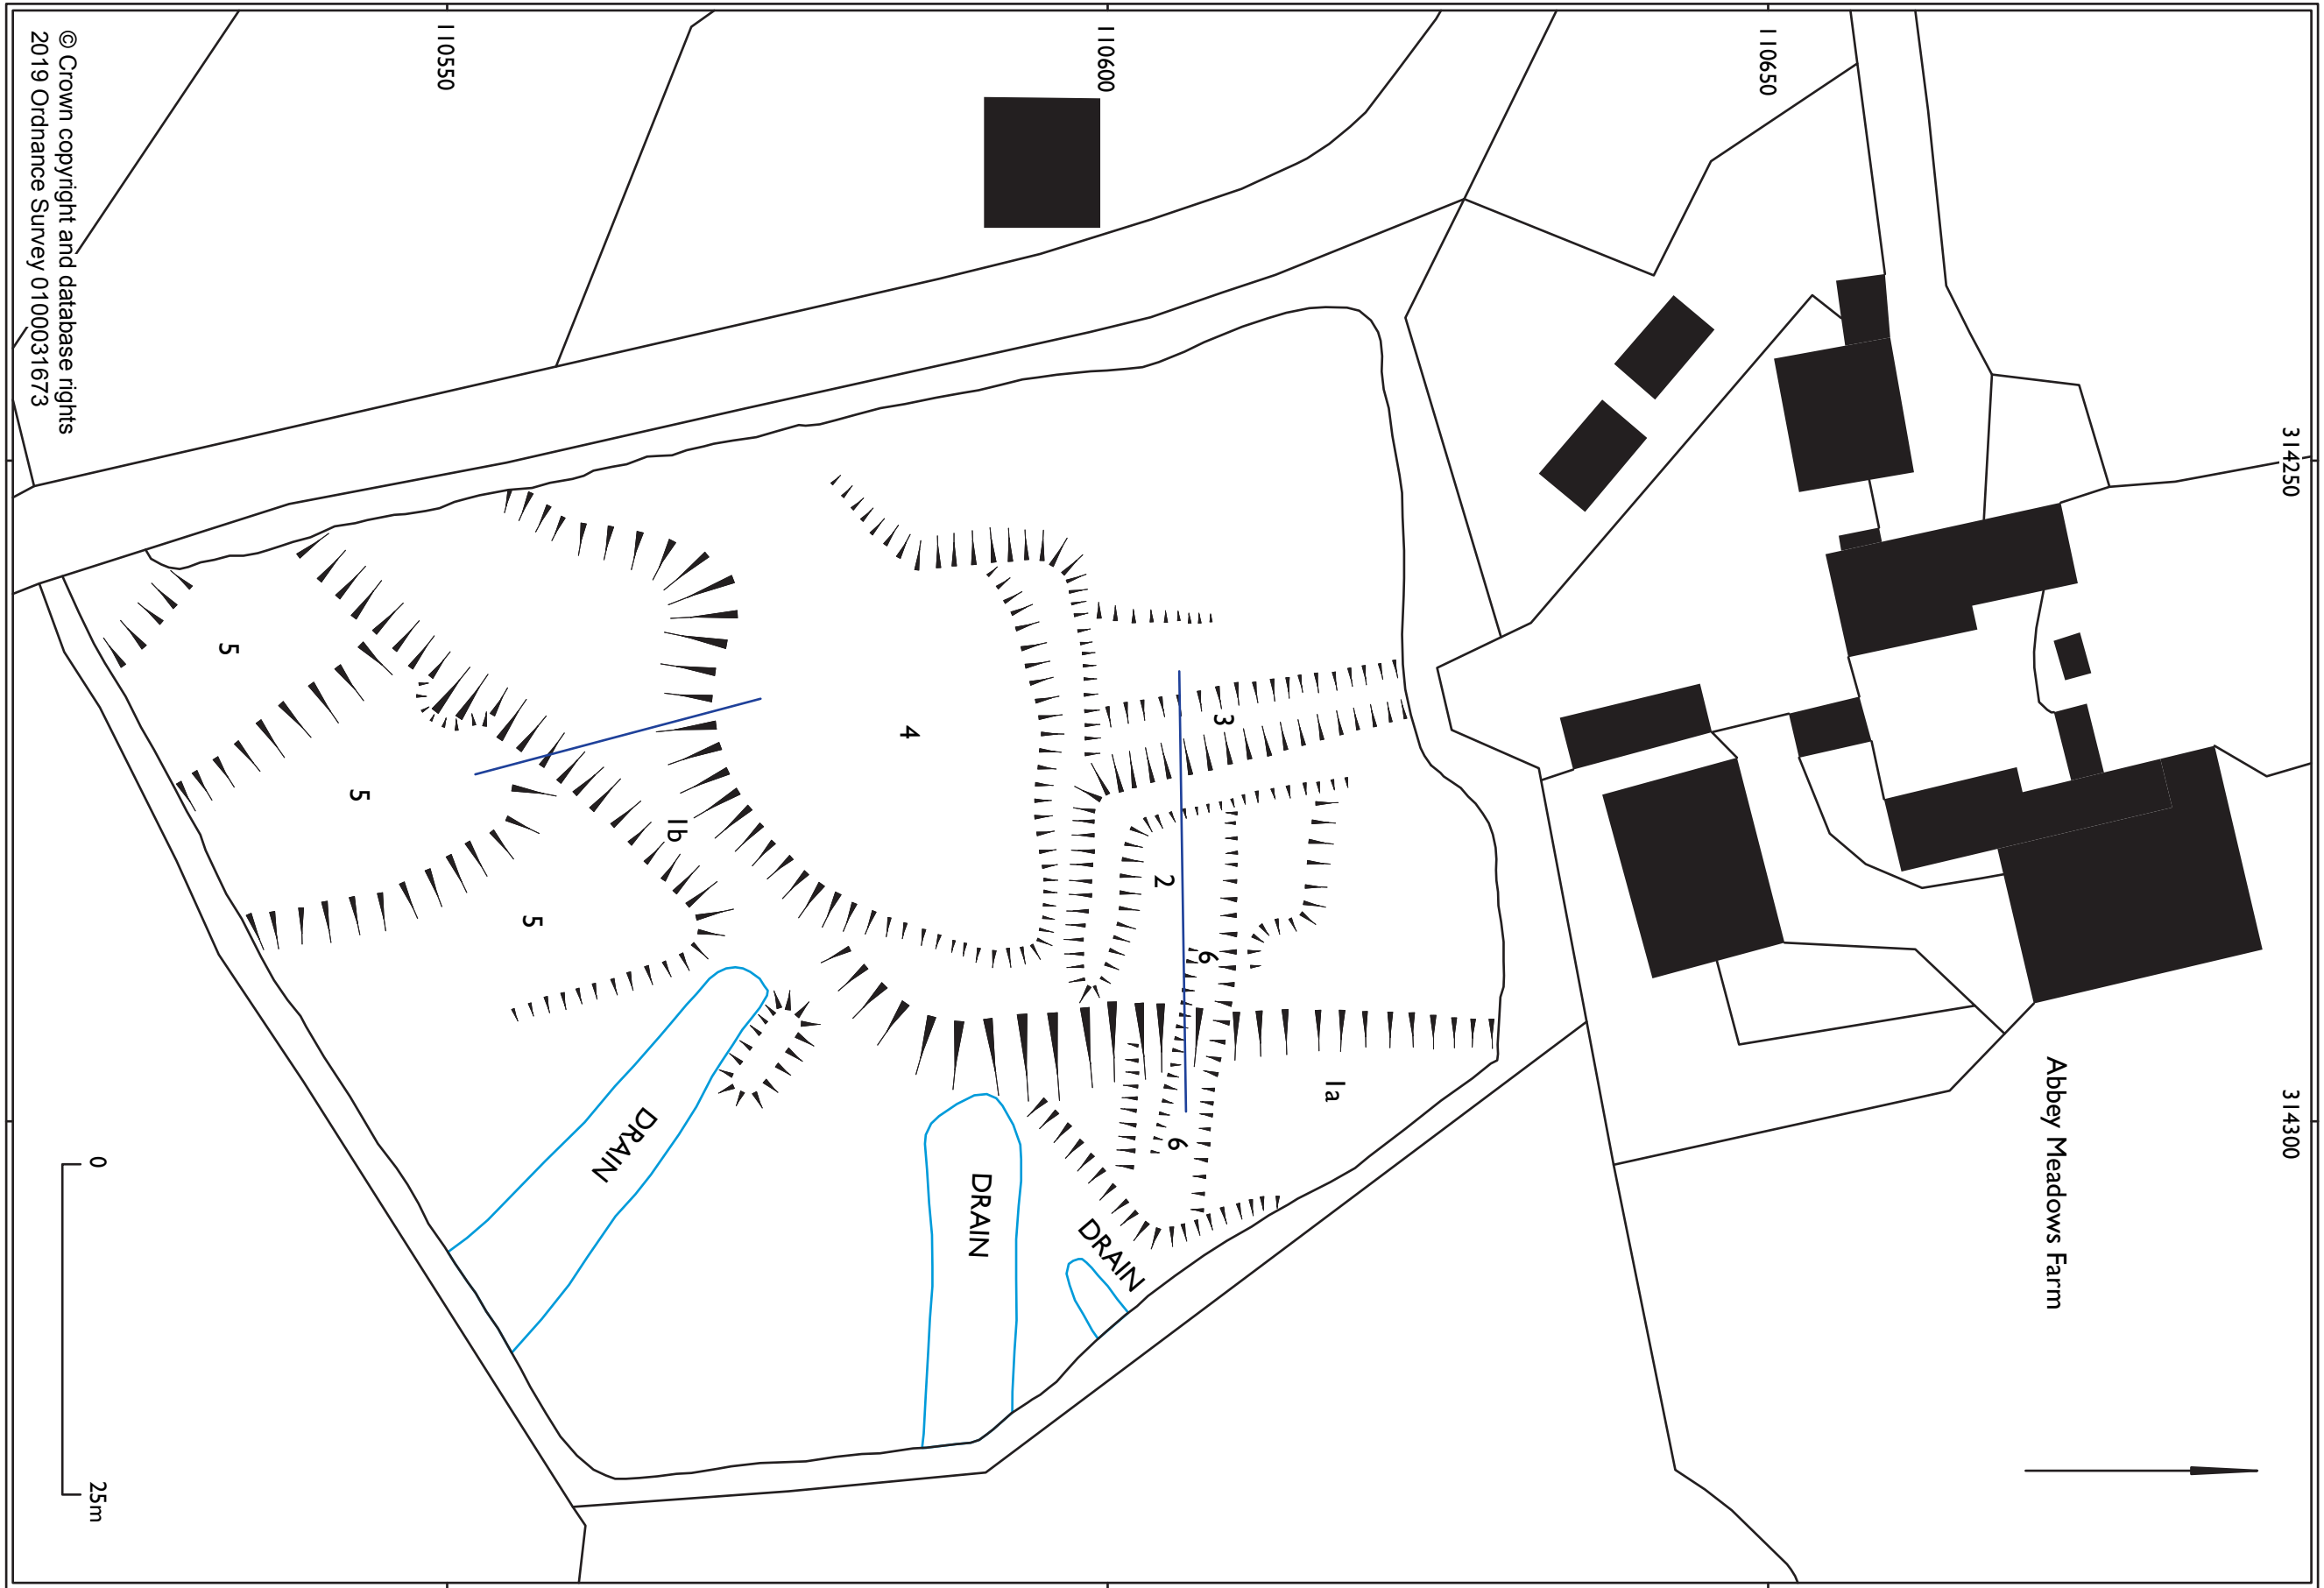 314250
314300
110650
110600
110550
Abbey Meadows Farm
1a
3
2
6
6
4
1b
5
5
5
DRAIN
DRAIN
DRAIN
0
25m
© Crown copyright and database rights
2019 Ordnance Survey 0100031673